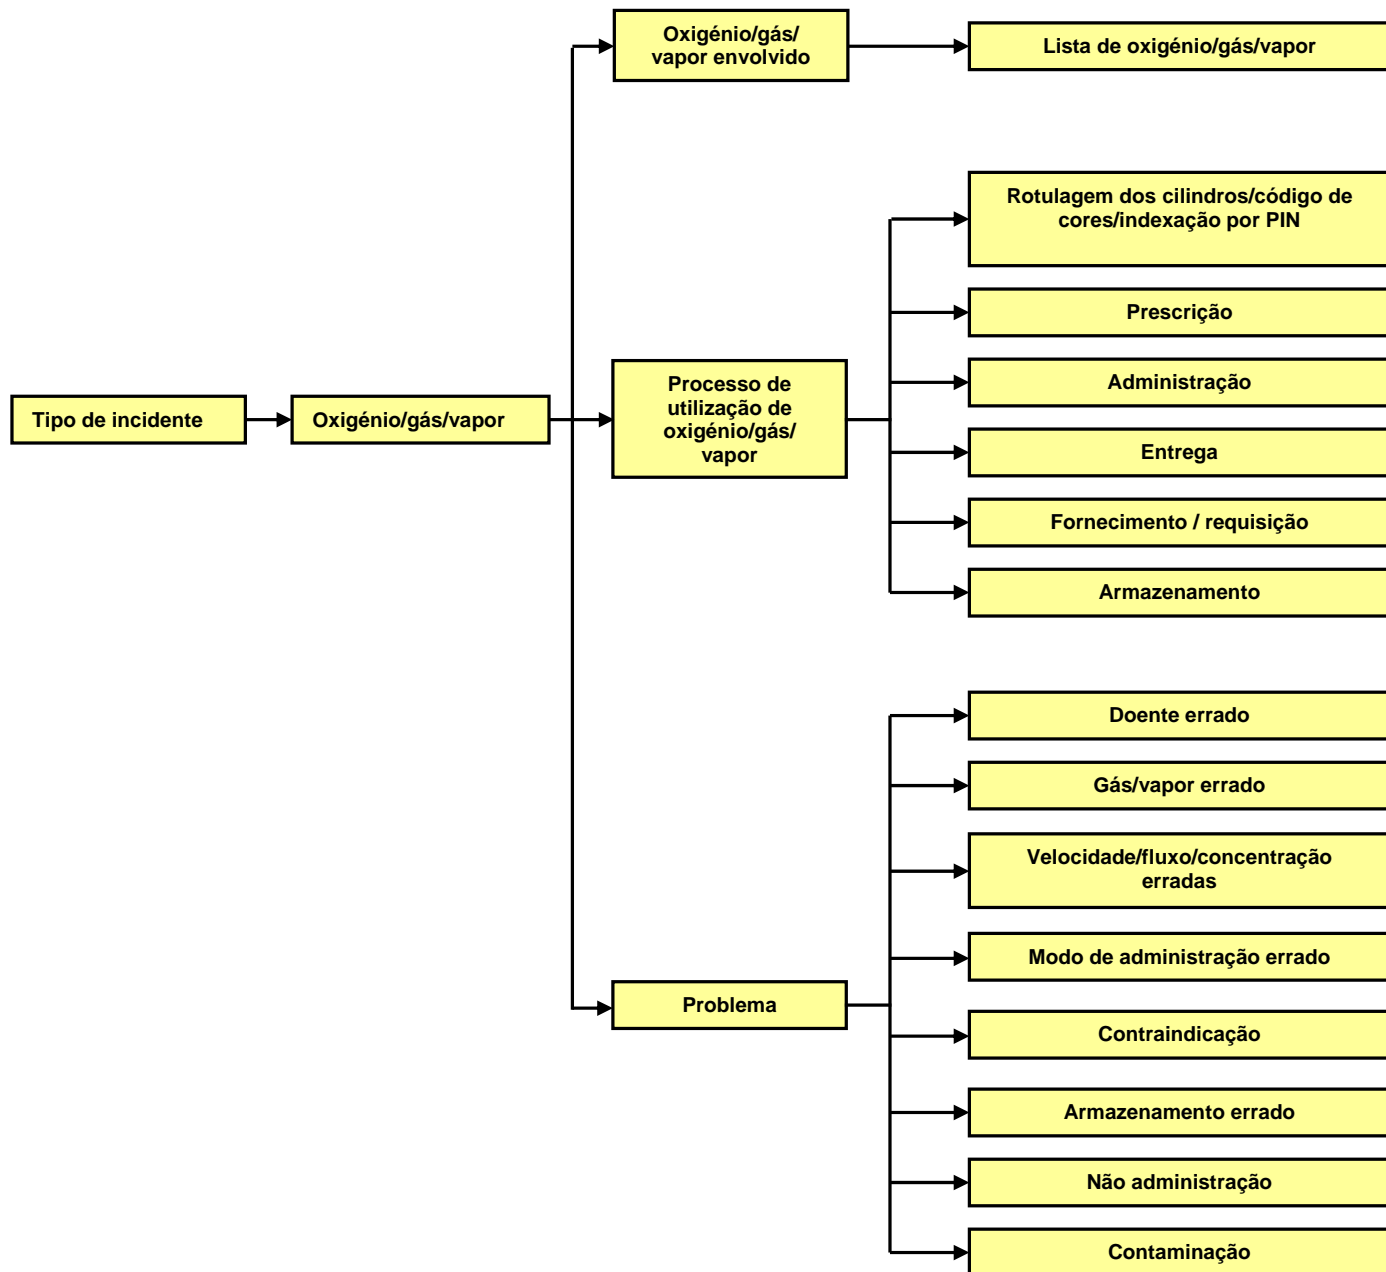 Oxigénio/gás/
vapor envolvido
Lista de oxigénio/gás/vapor
Rotulagem dos cilindros/código de
cores/indexação por PIN
Prescrição
Administração
Entrega
Fornecimento / requisição
Armazenamento
Tipo de incidente
Oxigénio/gás/vapor
Processo de
utilização de
oxigénio/gás/
vapor
Doente errado
Gás/vapor errado
Velocidade/fluxo/concentração
erradas
Modo de administração errado
Problema
Contraindicação
Armazenamento errado
Não administração
Contaminação